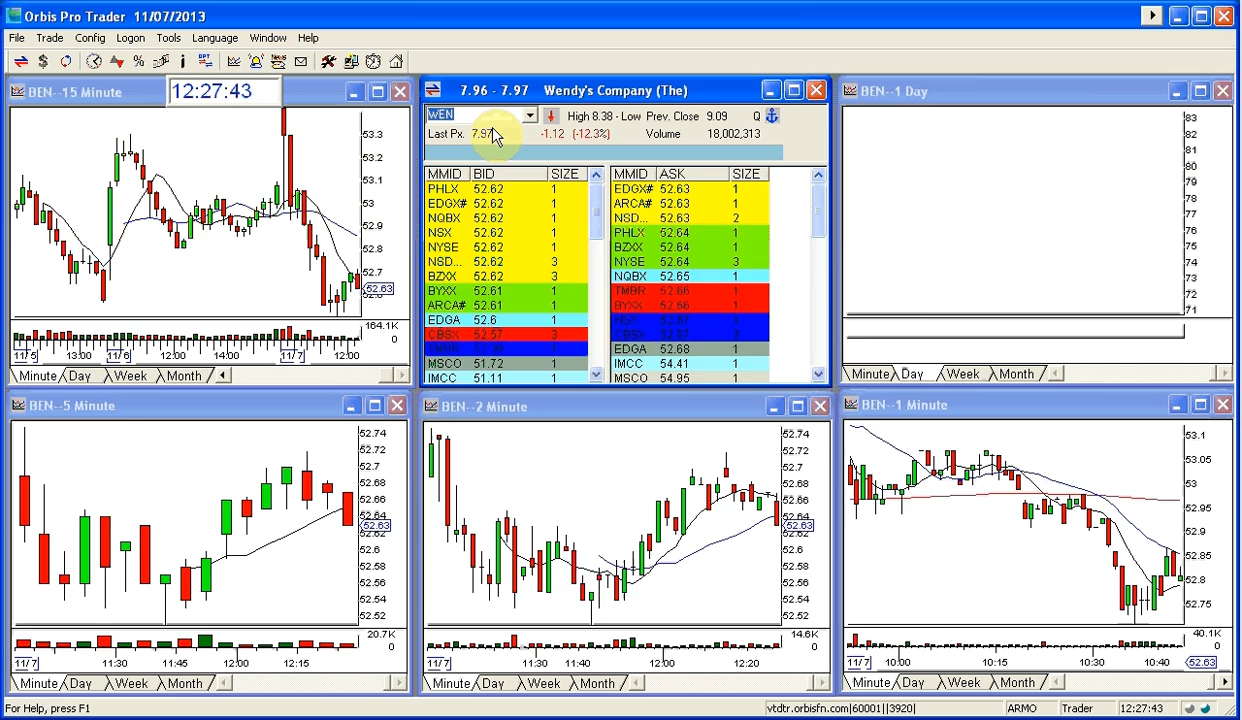 Orbis Pro Trader 11/07/2013
File Trade Config Logon Tools Language Window Help
BEN--15 Minute
12:27:43
53.3
53.2
53.1
53
52.9
52.8
52.7
52.63
164.1K
0
11/5 13:00 11/6 12:00 14:00 11/7 12:00
Minute Day Week Month
7.96 - 7.97 Wendy's Company (The)
WEN High 8.38 - Low Prev. Close 9.09 Q
Last Px. 7.97 -1.12 (-12.3%) Volume 18,002,313
MMID BID SIZE MMID ASK SIZE
PHLX 52.62 1 EDGX# 52.63 1
EDGX# 52.62 1 ARCA# 52.63 1
NQBX 52.62 1 NSD... 52.63 2
NSX 52.62 1 PHLX 52.64 1
NYSE 52.62 1 BZXX 52.64 1
NSD... 52.62 3 NYSE 52.64 3
BZXX 52.62 3 NQBX 52.65 1
BYXX 52.61 1 TMBR 52.66 1
ARCA# 52.61 1 BYXX 52.66 1
EDGA 52.6 1
CBSX 52.57 3
EDGA 52.68 1
MSCO 51.72 1 IMCC 54.41 1
IMCC 51.11 1 MSCO 54.95 1
BEN--1 Day
83
82
81
80
79
78
77
76
75
74
73
72
71
Minute Day Week Month
BEN--5 Minute
52.74
52.72
52.7
52.68
52.66
52.64
52.63
52.6
52.58
52.56
52.54
52.52
20.7K
0
11/7 11:30 11:45 12:00 12:15
Minute Day Week Month
BEN--2 Minute
52.74
52.72
52.7
52.68
52.66
52.63
52.6
52.58
52.56
52.54
52.52
14.6K
0
11/7 11:30 11:40 12:00 12:20
Minute Day Week Month
BEN--1 Minute
53.1
53.05
53
52.95
52.9
52.85
52.8
52.75
40.1K
0
11/7 10:00 10:15 10:30 10:40 52.63
Minute Day Week Month
For Help, press F1 vtdtr.orbisfn.com|60001||3920| ARMO Trader 12:27:43